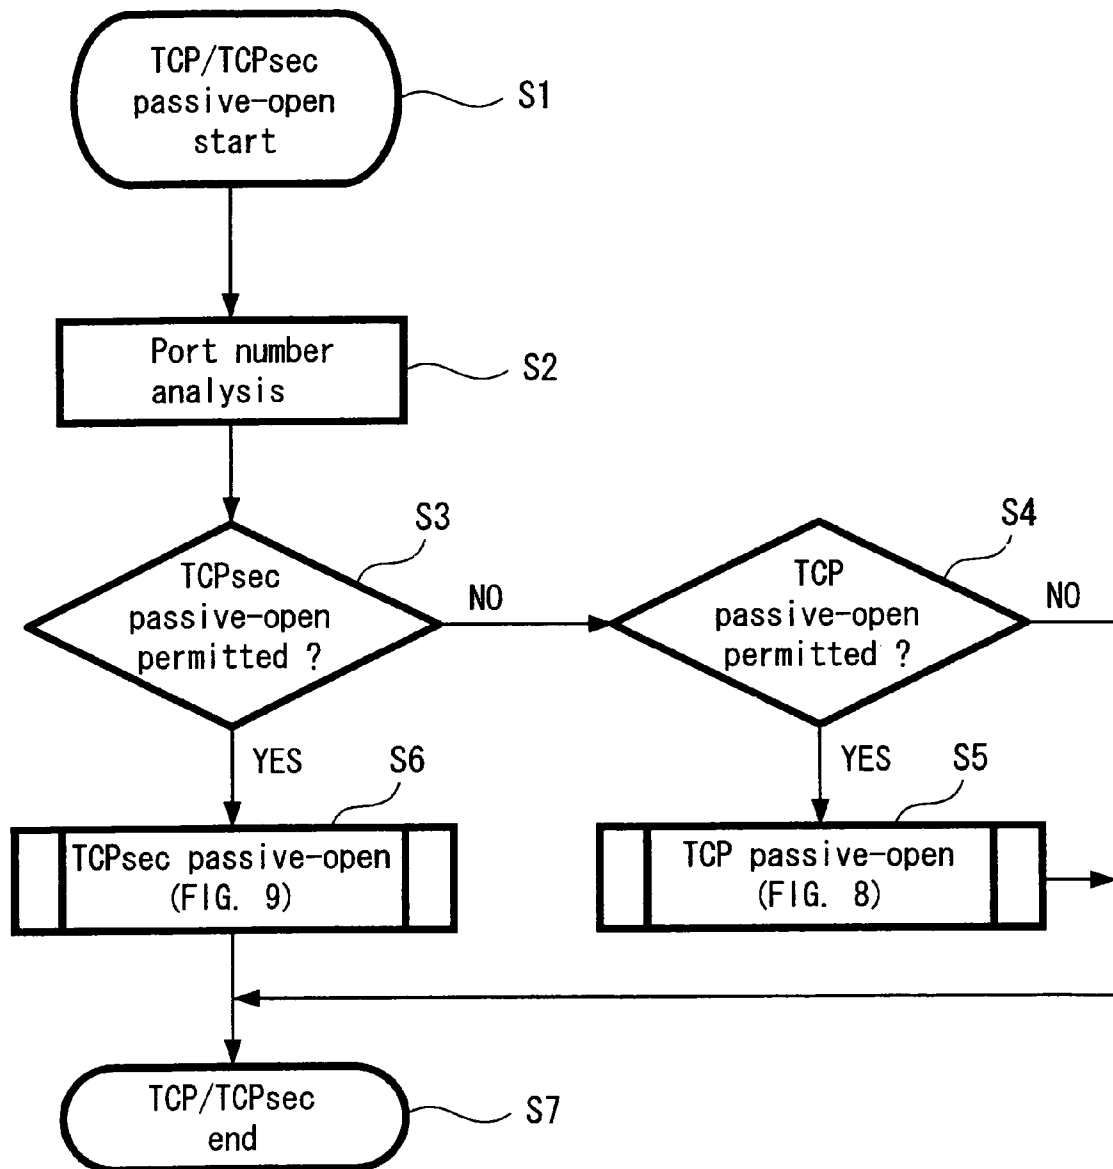 TCP/TCPsec
passive-open
start
S1
Port number
analysis
S2
S3
TCPsec
passive-open
permitted ?
NO
YES
S4
TCP
passive-open
permitted ?
NO
YES
S6
TCPsec passive-open
(FIG. 9)
S5
TCP passive-open
(FIG. 8)
TCP/TCPsec
end
S7